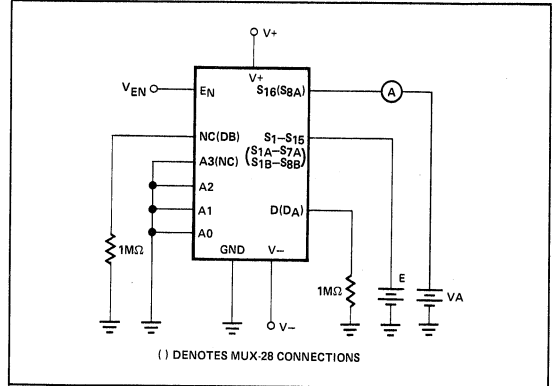 V+
V+
VEN
EN
S16(S8A)
A
NC(DB)
S1–S15
(S1A–S7A
S1B–S8B)
A3(NC)
A2
A1
D(DA)
A0
GND
V–
1MΩ
1MΩ
E
VA
V–
( ) DENOTES MUX-28 CONNECTIONS